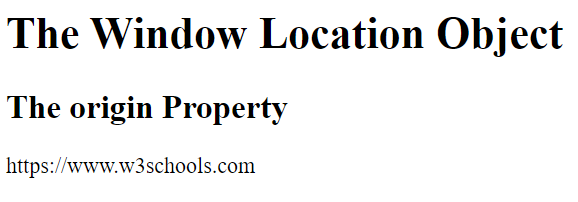 The Window Location Object
The origin Property
https://www.w3schools.com